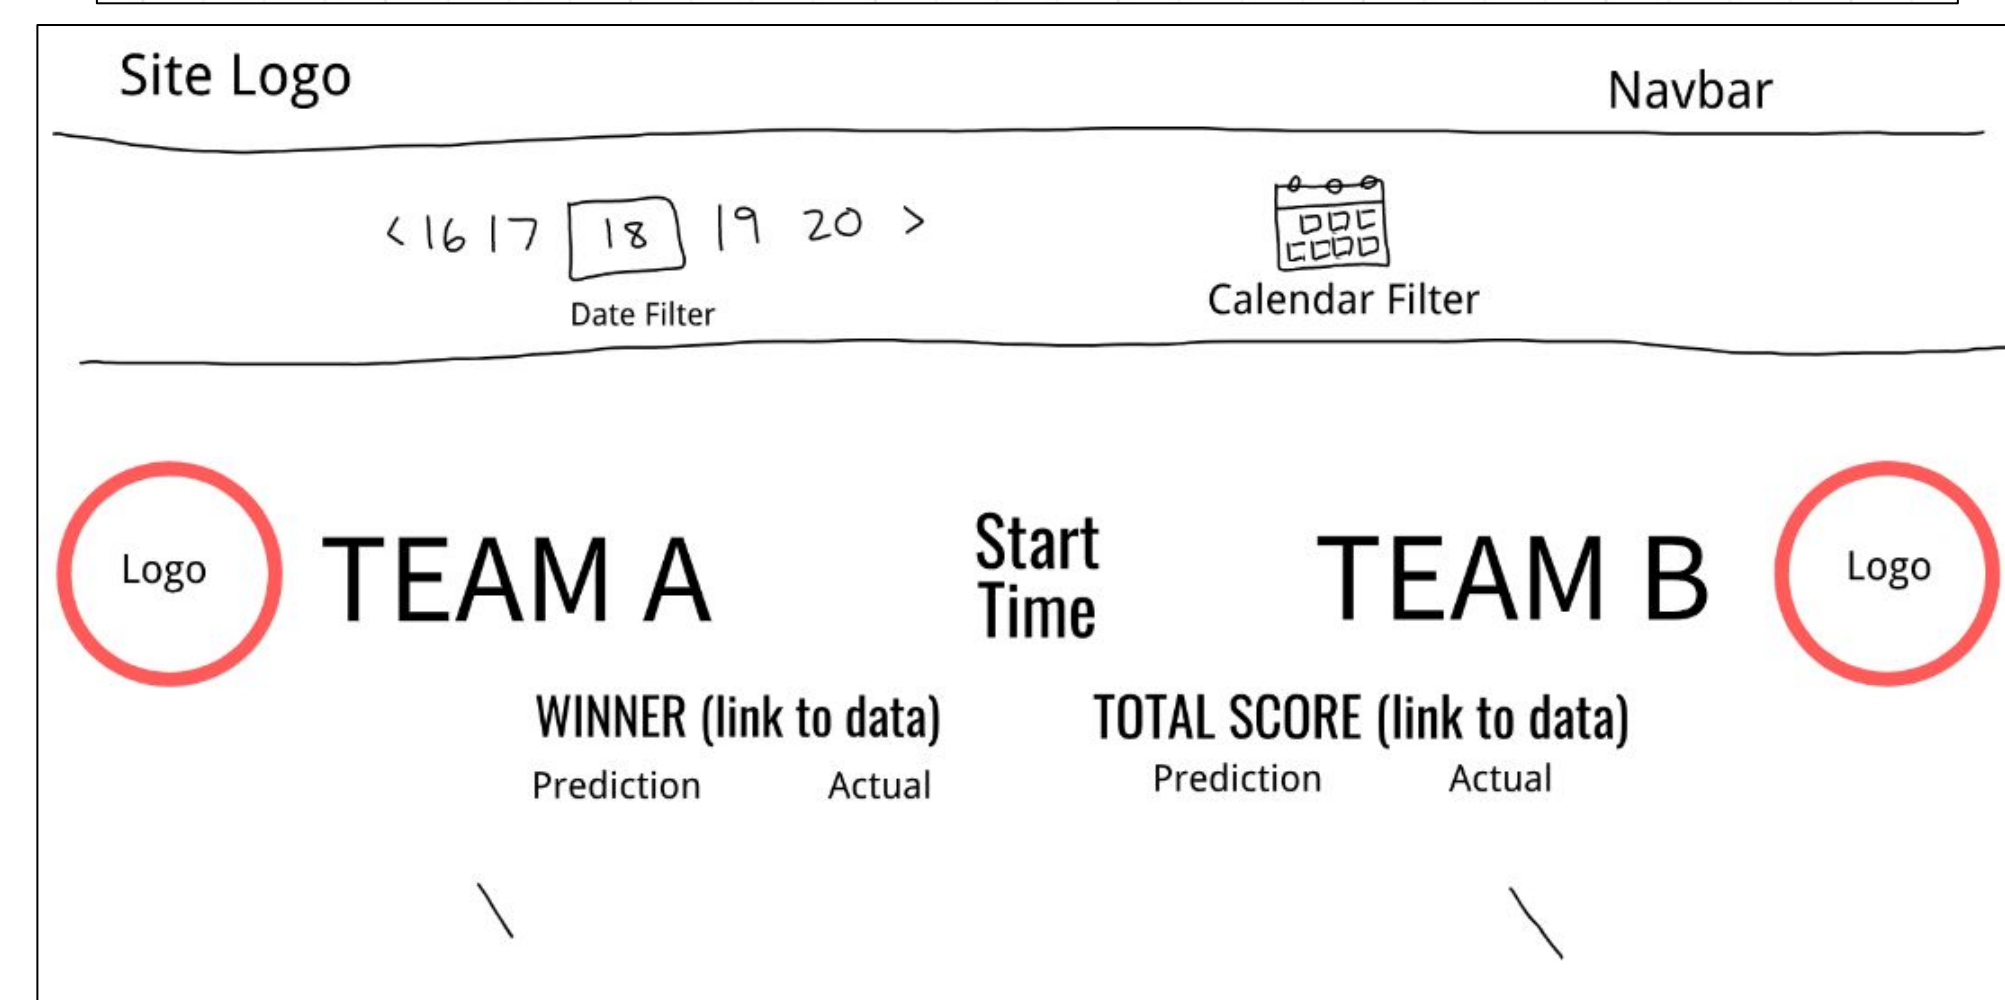 Site Logo
Navbar
< 16 17 18 19 20 >
Date Filter
Calendar Filter
Logo
TEAM A
Start
Time
TEAM B
Logo
WINNER (link to data)
TOTAL SCORE (link to data)
Prediction
Actual
Prediction
Actual